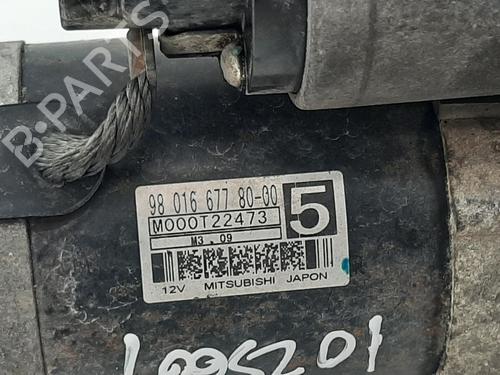 B-PARTS
98 016 677 80-00
5
M000T22473
M3.09
12V MITSUBISHI JAPON